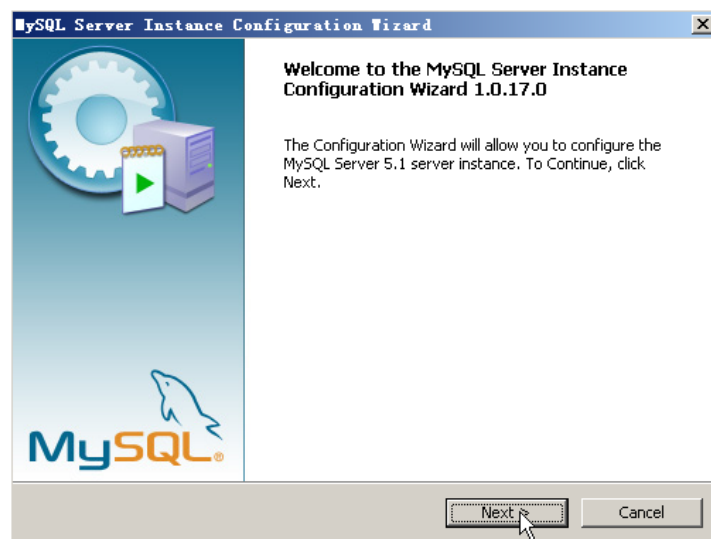 MySQL Server Instance Configuration Wizard
Welcome to the MySQL Server Instance
Configuration Wizard 1.0.17.0
The Configuration Wizard will allow you to configure the
MySQL Server 5.1 server instance. To Continue, click
Next.
MySQL®
Next >
Cancel